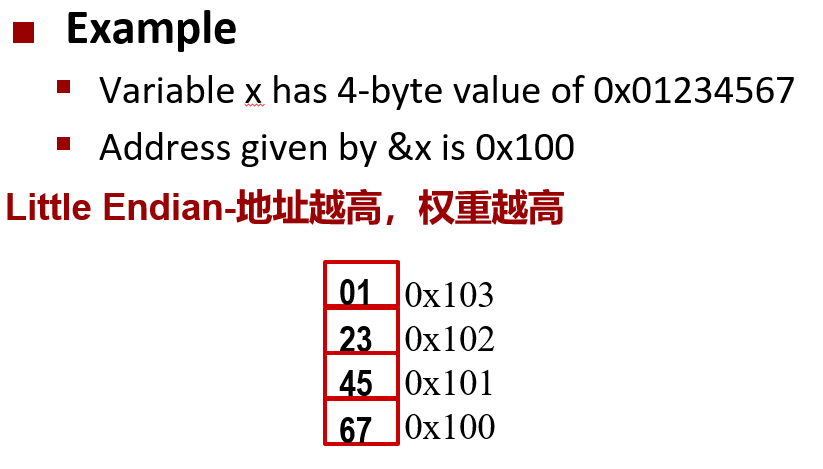 Example
Variable x has 4-byte value of 0x01234567
Address given by &x is 0x100
Little Endian-地址越高，权重越高
01 0x103
23 0x102
45 0x101
67 0x100